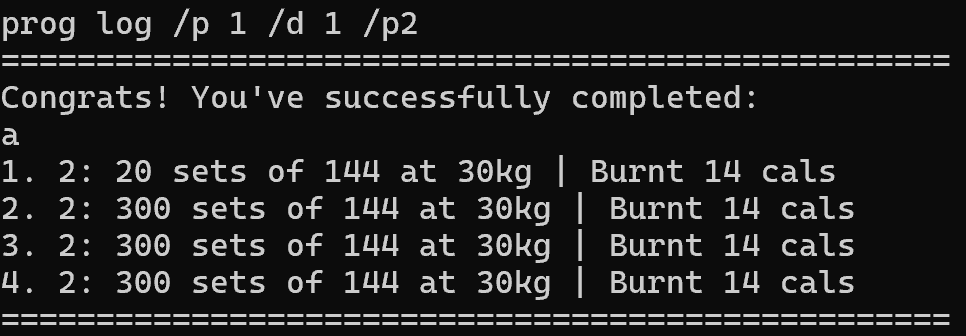 prog log /p 1 /d 1 /p2
==================================================
Congrats! You've successfully completed:
a
1. 2: 20 sets of 144 at 30kg | Burnt 14 cals
2. 2: 300 sets of 144 at 30kg | Burnt 14 cals
3. 2: 300 sets of 144 at 30kg | Burnt 14 cals
4. 2: 300 sets of 144 at 30kg | Burnt 14 cals
==================================================